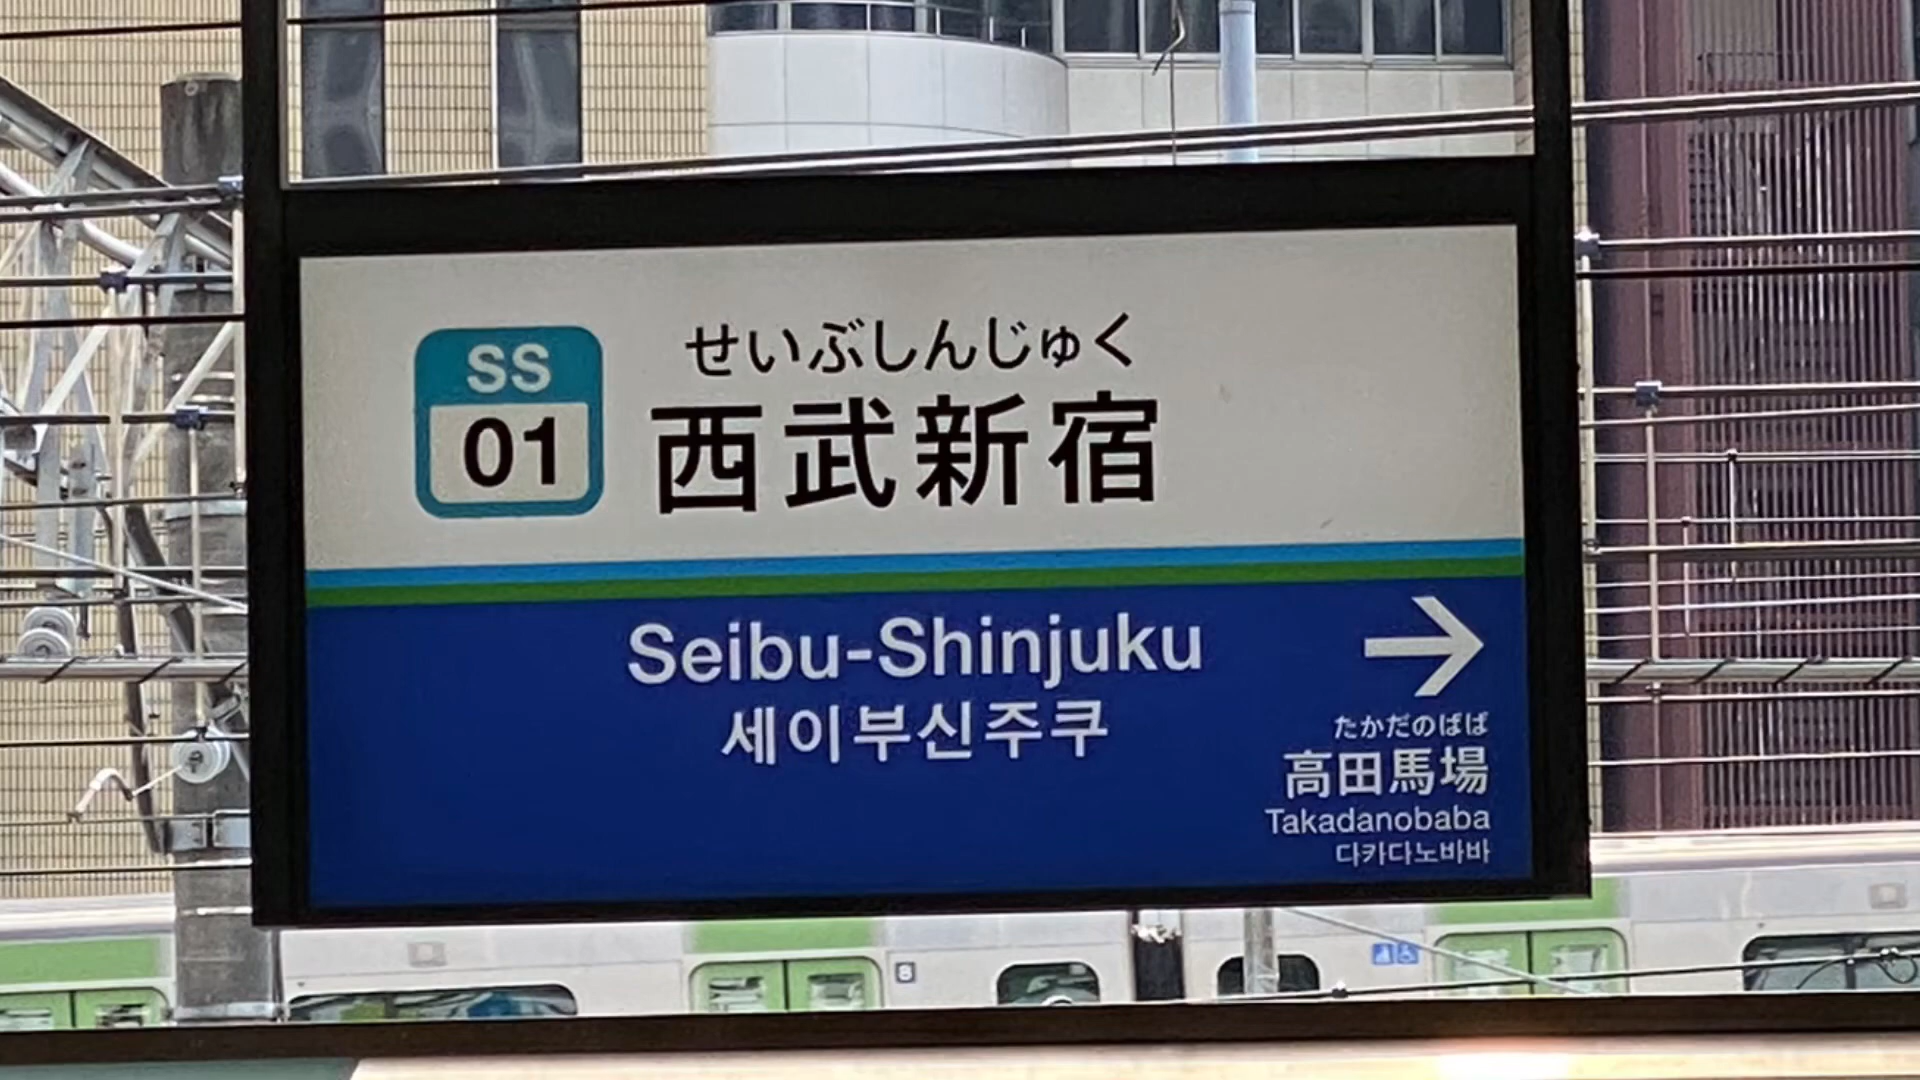 せいぶしんじゅく
SS
01
西武新宿
Seibu-Shinjuku
세이부신주쿠
→
たかだのばば
高田馬場
Takadanobaba
다카다노바바
8